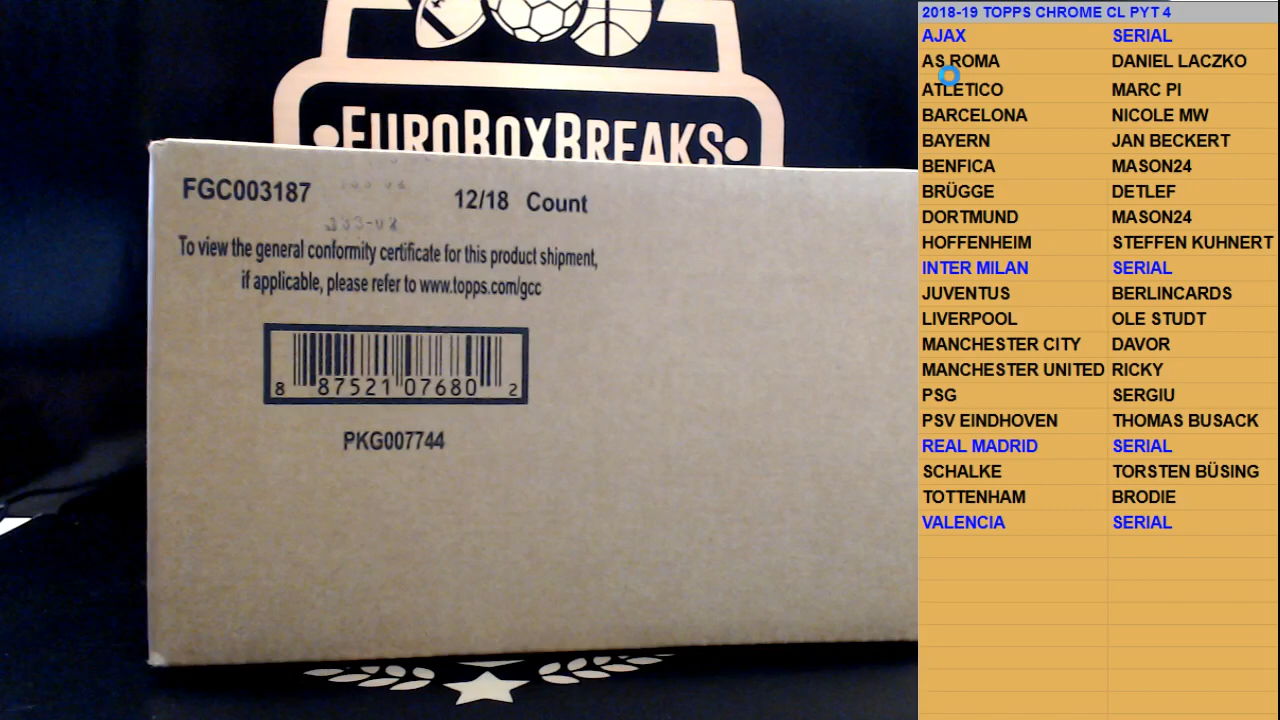 EUROBOXBREAKS
FGC003187
12/18 Count
To view the general conformity certificate for this product shipment,
if applicable, please refer to www.topps.com/gcc
8 87521 07680 2
PKG007744
2018-19 TOPPS CHROME CL PYT 4
AJAX SERIAL
AS ROMA DANIEL LACZKO
ATLETICO MARC PI
BARCELONA NICOLE MW
BAYERN JAN BECKERT
BENFICA MASON24
BRÜGGE DETLEF
DORTMUND MASON24
HOFFENHEIM STEFFEN KUHNERT
INTER MILAN SERIAL
JUVENTUS BERLINCARDS
LIVERPOOL OLE STUDT
MANCHESTER CITY DAVOR
MANCHESTER UNITED RICKY
PSG SERGIU
PSV EINDHOVEN THOMAS BUSACK
REAL MADRID SERIAL
SCHALKE TORSTEN BÜSING
TOTTENHAM BRODIE
VALENCIA SERIAL